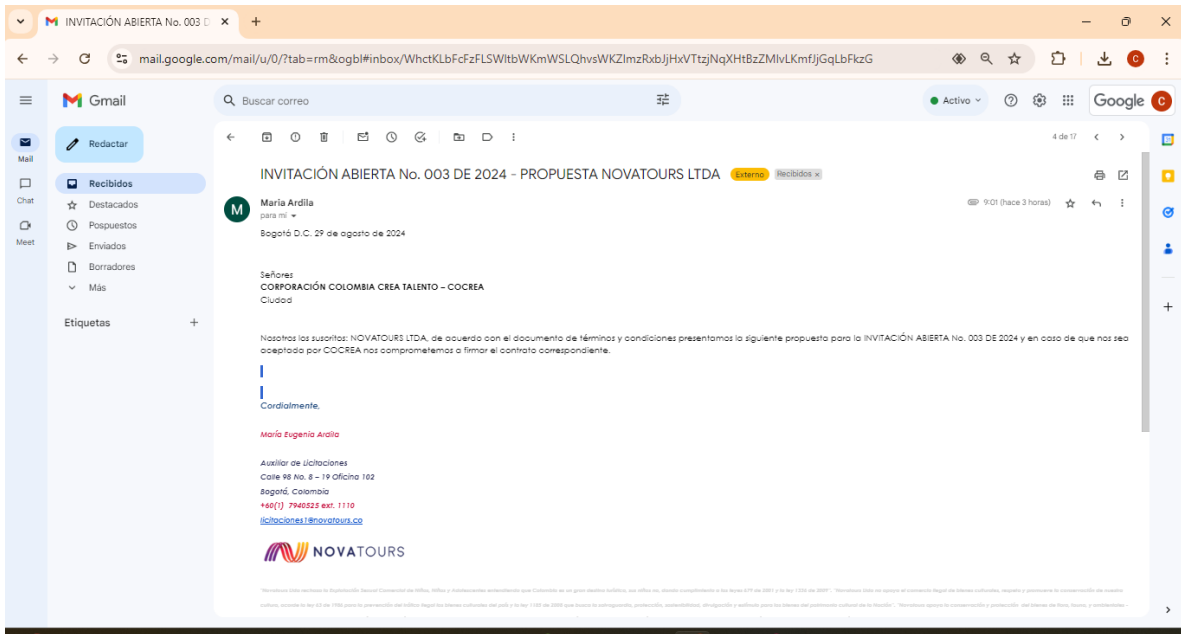 INVITACIÓN ABIERTA No. 003 D
mail.google.com/mail/u/0/?tab=rm&ogbl#inbox/WhctKLbFcFzFLSWltbWKmWSLQhvsWKZlmzRxbJjHxVTtzjNqXHtBzZMlvLKmfJjGqLbFkzG
C
Gmail
Buscar correo
Activo
Google
C
Mail
Chat
Meet
Redactar
Recibidos
Destacados
Pospuestos
Enviados
Borradores
Más
Etiquetas
4 de 17
INVITACIÓN ABIERTA No. 003 DE 2024 - PROPUESTA NOVATOURS LTDA Externo Recibidos x
M
Maria Ardila
9:01 (hace 3 horas)
para mí
Bogotá D.C. 29 de agosto de 2024
Señores
CORPORACIÓN COLOMBIA CREA TALENTO – COCREA
Ciudad
Nosotros los suscritos: NOVATOURS LTDA, de acuerdo con el documento de términos y condiciones presentamos la siguiente propuesta para la INVITACIÓN ABIERTA No. 003 DE 2024 y en caso de que nos sea
aceptada por COCREA nos comprometemos a firmar el contrato correspondiente.
Cordialmente,
María Eugenia Ardila
Auxiliar de Licitaciones
Calle 98 No. 8 – 19 Oficina 102
Bogotá, Colombia
+60(1) 7940525 ext. 1110
licitaciones1@novatours.co
NOVATOURS